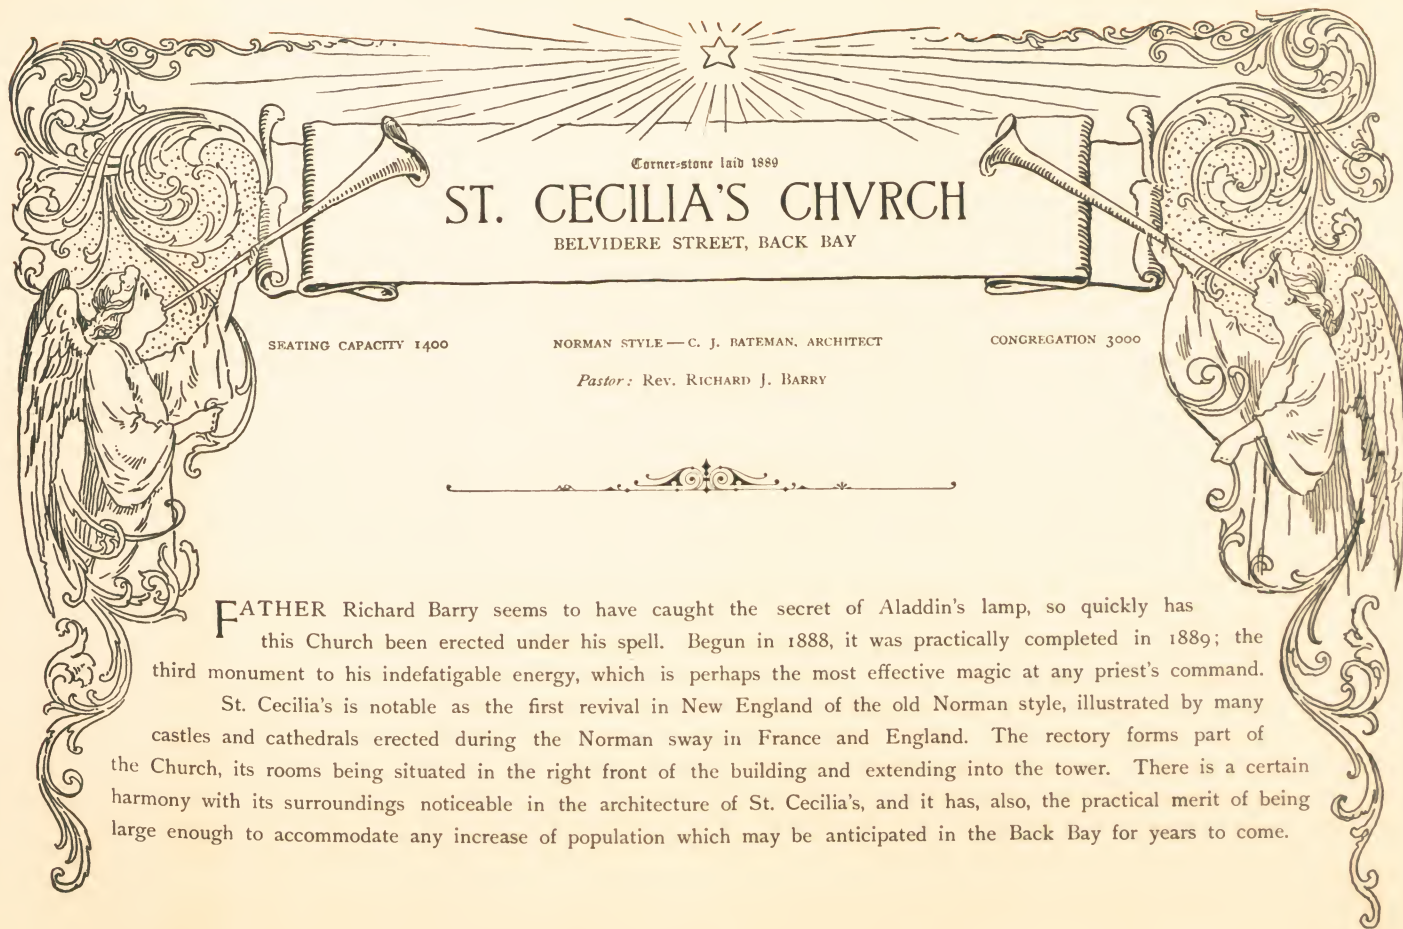 Corner-stone laid 1889
ST. CECILIA'S CHVRCH
BELVIDERE STREET, BACK BAY
SEATING CAPACITY 1400 NORMAN STYLE — C. J. BATEMAN, ARCHITECT CONGREGATION 3000
Pastor: Rev. RICHARD J. BARRY
FATHER Richard Barry seems to have caught the secret of Aladdin's lamp, so quickly has
this Church been erected under his spell. Begun in 1888, it was practically completed in 1889; the
third monument to his indefatigable energy, which is perhaps the most effective magic at any priest's command.
St. Cecilia's is notable as the first revival in New England of the old Norman style, illustrated by many
castles and cathedrals erected during the Norman sway in France and England. The rectory forms part of
the Church, its rooms being situated in the right front of the building and extending into the tower. There is a certain
harmony with its surroundings noticeable in the architecture of St. Cecilia's, and it has, also, the practical merit of being
large enough to accommodate any increase of population which may be anticipated in the Back Bay for years to come.